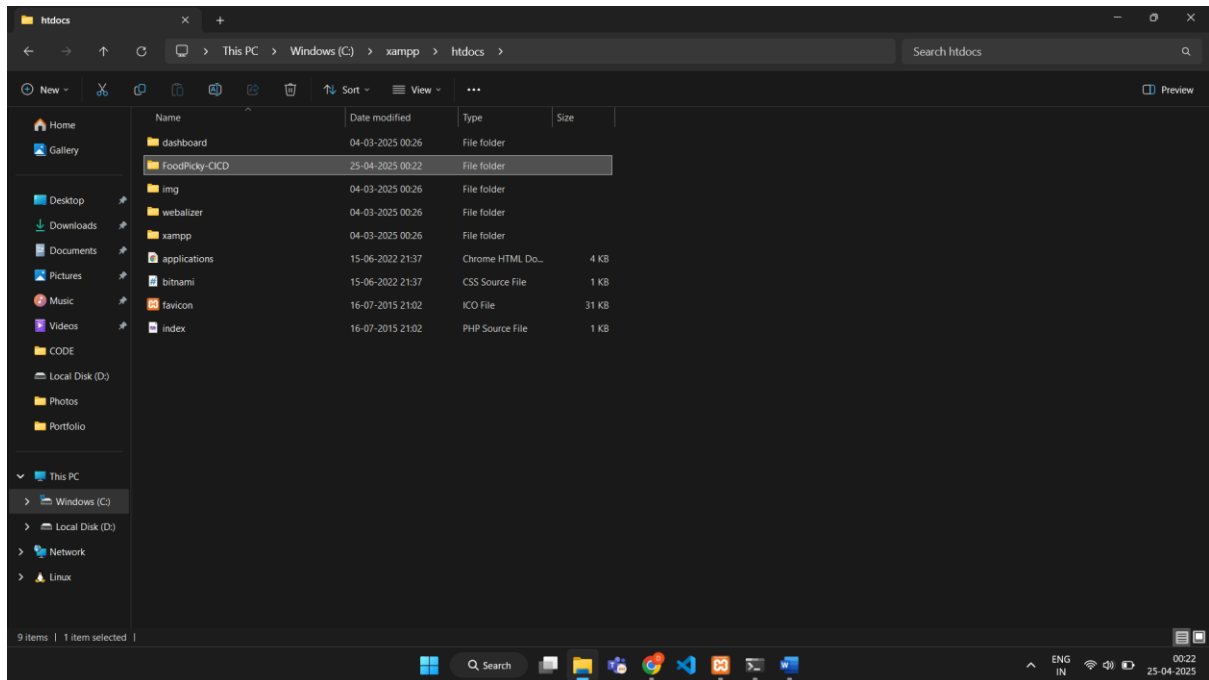 htdocs
This PC > Windows (C:) > xampp > htdocs >
Search htdocs
New
Sort
View
...
Preview
Home
Gallery
Desktop
Downloads
Documents
Pictures
Music
Videos
CODE
Local Disk (D:)
Photos
Portfolio
This PC
Windows (C:)
Local Disk (D:)
Network
Linux
Name Date modified Type Size
dashboard 04-03-2025 00:26 File folder
FoodPicky-CICD 25-04-2025 00:22 File folder
img 04-03-2025 00:26 File folder
webalizer 04-03-2025 00:26 File folder
xampp 04-03-2025 00:26 File folder
applications 15-06-2022 21:37 Chrome HTML Do... 4 KB
bitnami 15-06-2022 21:37 CSS Source File 1 KB
favicon 16-07-2015 21:02 ICO File 31 KB
index 16-07-2015 21:02 PHP Source File 1 KB
9 items | 1 item selected |
Search
ENG
IN
00:22
25-04-2025